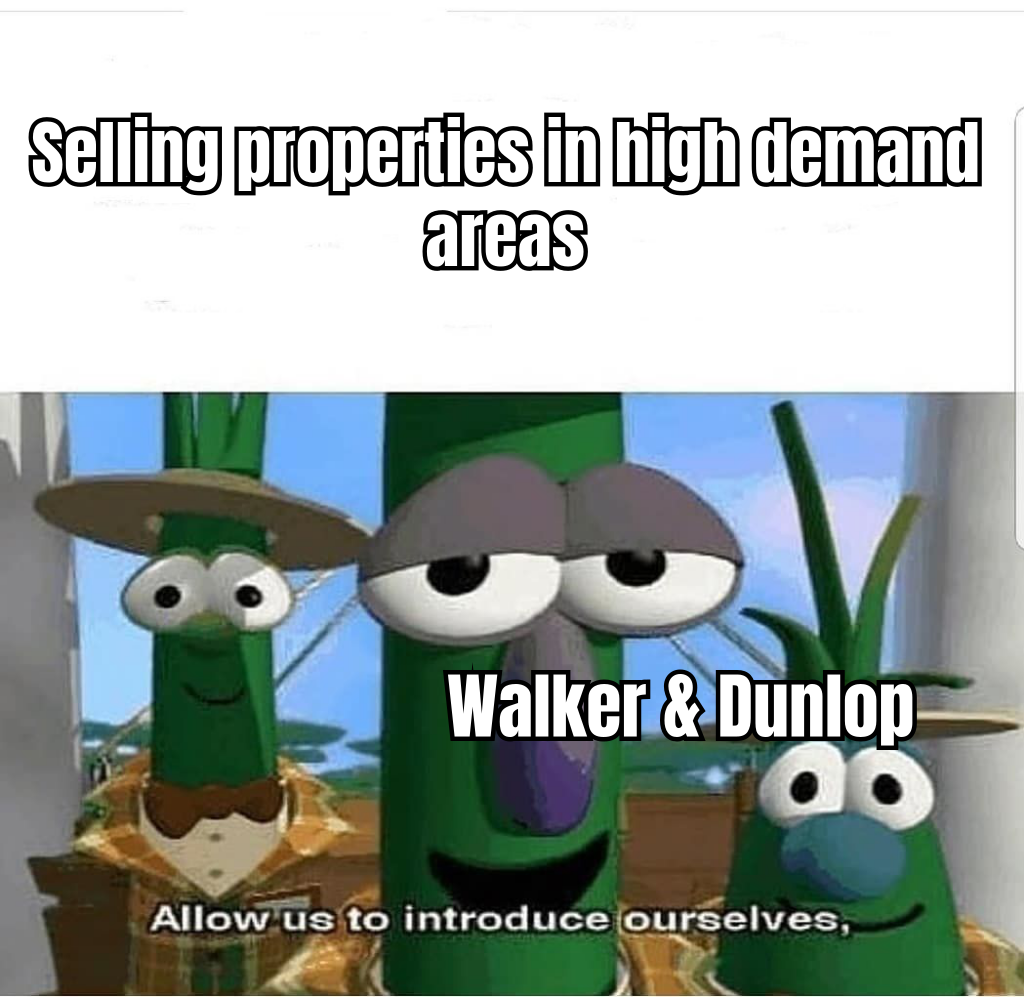 Selling properties in high demand
areas
Walker & Dunlop
Allow us to introduce ourselves,